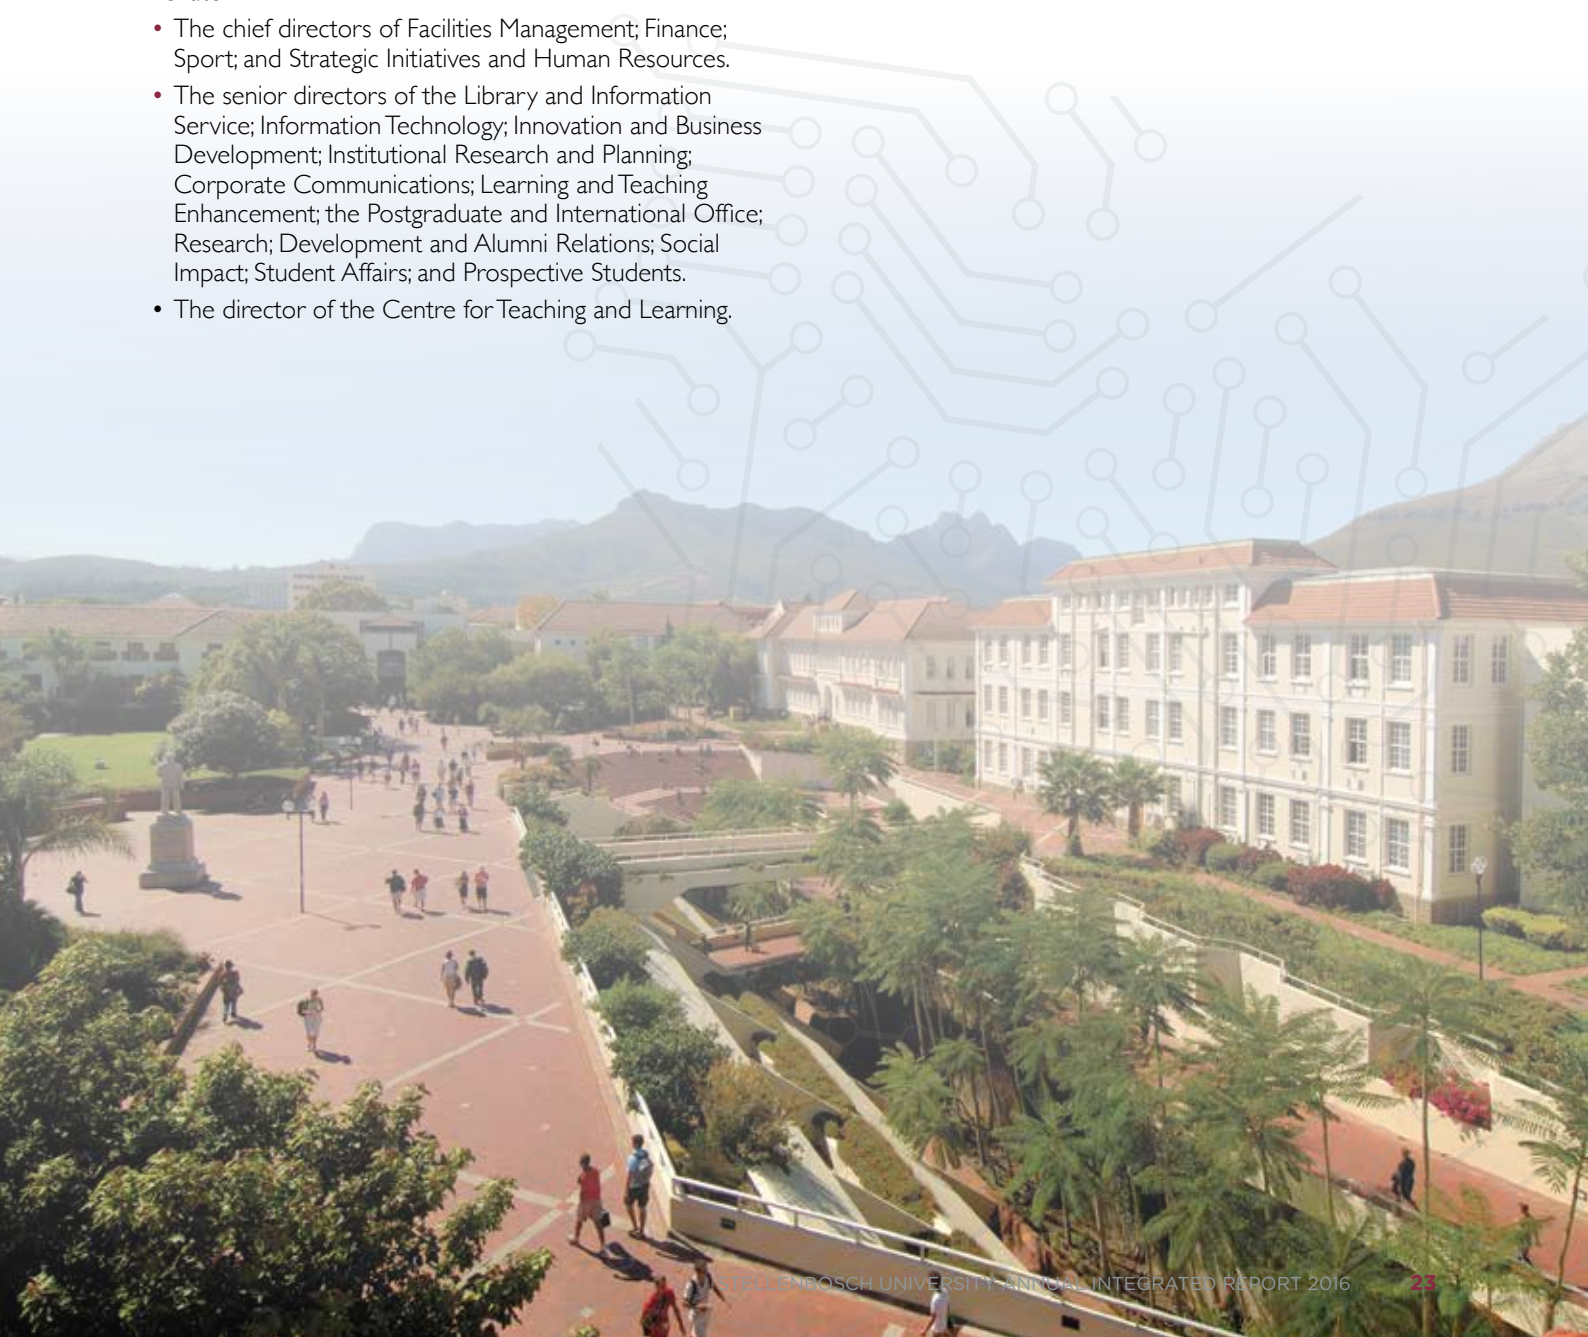 • The chief directors of Facilities Management; Finance;
Sport; and Strategic Initiatives and Human Resources.
• The senior directors of the Library and Information
Service; Information Technology; Innovation and Business
Development; Institutional Research and Planning;
Corporate Communications; Learning and Teaching
Enhancement; the Postgraduate and International Office;
Research; Development and Alumni Relations; Social
Impact; Student Affairs; and Prospective Students.
• The director of the Centre for Teaching and Learning.
STELLENBOSCH UNIVERSITY ANNUAL INTEGRATED REPORT 2016 23